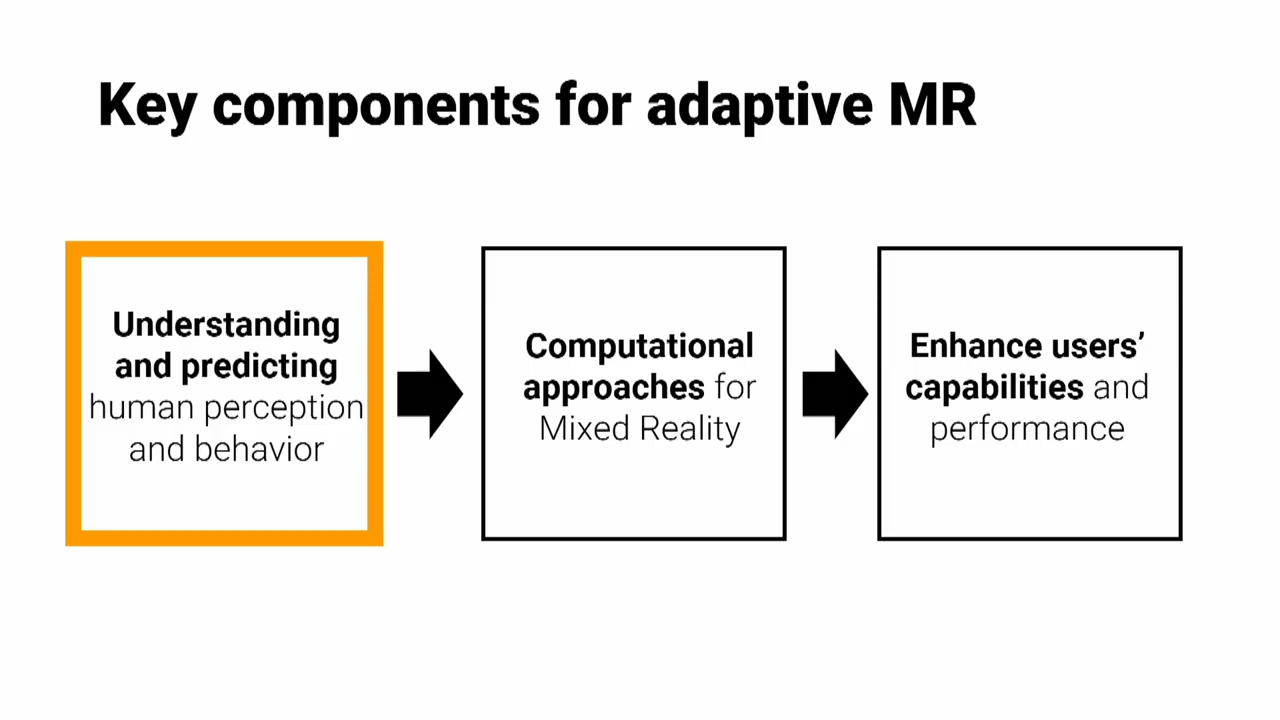 Key components for adaptive MR
Understanding
and predicting
human perception
and behavior
Computational
approaches for
Mixed Reality
Enhance users’
capabilities and
performance